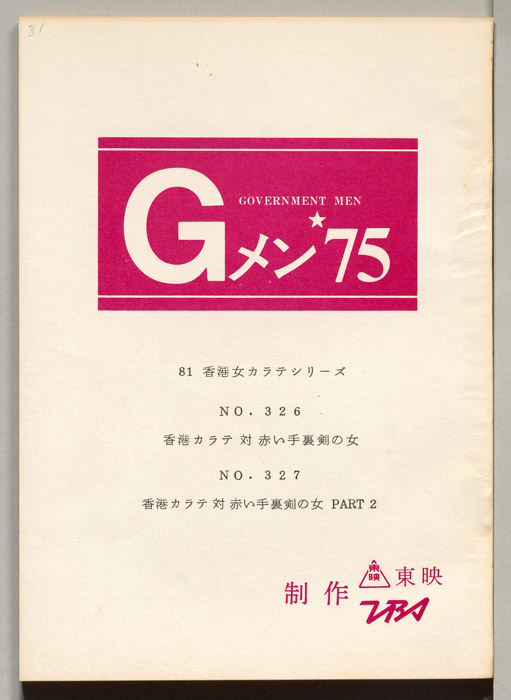 31
GOVERNMENT MEN
Gメン★'75
81 香港女カラテシリーズ
NO. 326
香港カラテ 対 赤い手裏剣の女
NO. 327
香港カラテ 対 赤い手裏剣の女 PART 2
制作 東映 東映
TBS